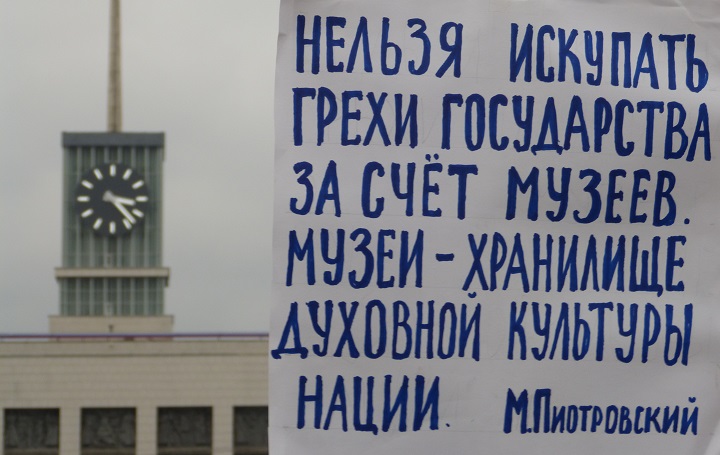 НЕЛЬЗЯ ИСКУПАТЬ
ГРЕХИ ГОСУДАРСТВА
ЗА СЧЁТ МУЗЕЕВ.
МУЗЕИ - ХРАНИЛИЩЕ
ДУХОВНОЙ КУЛЬТУРЫ
НАЦИИ. М.ПИОТРОВСКИЙ